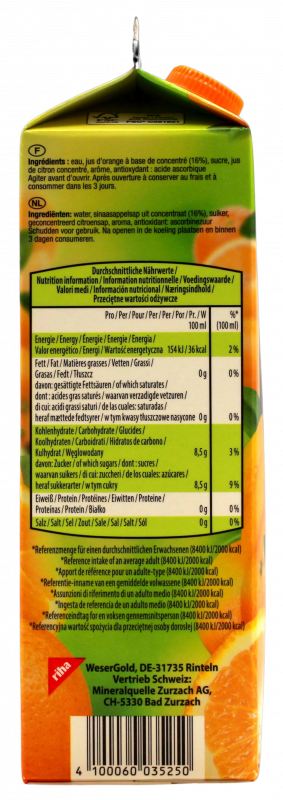 F
Ingrédients : eau, jus d'orange à base de concentré (16%), sucre, jus
de citron concentré, arôme, antioxydant : acide ascorbique
Agiter avant d'ouvrir. Après ouverture à conserver au frais et à
consommer dans les 3 jours.
NL
Ingrediënten: water, sinaasappelsap uit concentraat (16%), suiker,
geconcentreerd citroensap, aroma, antioxidant: ascorbinezuur
Schudden voor gebruik. Na openen in de koeling plaatsen en binnen
3 dagen consumeren.
Durchschnittliche Nährwerte /
Nutrition information / Information nutritionnelle / Voedingswaarde /
Valori medi / Información nutricional / Næringsindhold /
Przeciętne wartości odżywcze
Pro / Per / Pour / Per / Per / Por / Pr. / W %*
100 ml (100 ml)
Energie / Energy / Énergie / Energie / Energia /
Valor energético / Energi / Wartość energetyczna 154 kJ / 36 kcal 2 %
Fett / Fat / Matières grasses / Vetten / Grassi /
Grasas / Fedt / Tłuszcz 0 g 0 %
davon: gesättigte Fettsäuren / of which saturates /
dont : acides gras saturés / waarvan verzadigde vetzuren /
di cui: acidi grassi saturi / de las cuales: saturadas /
heraf mættede fedtsyrer / w tym kwasy tłuszczowe nasycone 0 g 0 %
Kohlenhydrate / Carbohydrate / Glucides /
Koolhydraten / Carboidrati / Hidratos de carbono /
Kulhydrat / Węglowodany 8,5 g 3 %
davon: Zucker / of which sugars / dont : sucres /
waarvan suikers / di cui: zuccheri / de los cuales: azúcares /
heraf sukkerarter / w tym cukry 8,5 g 9 %
Eiweiß / Protein / Protéines / Eiwitten / Proteine /
Proteínas / Protein / Białko 0 g 0 %
Salz / Salt / Sel / Zout / Sale / Sal / Salt / Sól 0 g 0 %
*Referenzmenge für einen durchschnittlichen Erwachsenen (8400 kJ/2000 kcal)
*Reference intake of an average adult (8400 kJ/2000 kcal)
*Apport de référence pour un adulte-type (8400 kJ/2000 kcal)
*Referentie-inname van een gemiddelde volwassene (8400 kJ/2000 kcal)
*Assunzioni di riferimento di un adulto medio (8400 kJ/2000 kcal)
*Ingesta de referencia de un adulto medio (8400 kJ/2000 kcal)
*Referenceindtag for en voksen gennemsnitsperson (8400 kJ/2000 kcal)
*Referencyjna wartość spożycia dla przeciętnej osoby dorosłej (8400 kJ/2000 kcal)
riha
WeserGold, DE-31735 Rinteln
Vertrieb Schweiz:
Mineralquelle Zurzach AG,
CH-5330 Bad Zurzach
4 100060 035250